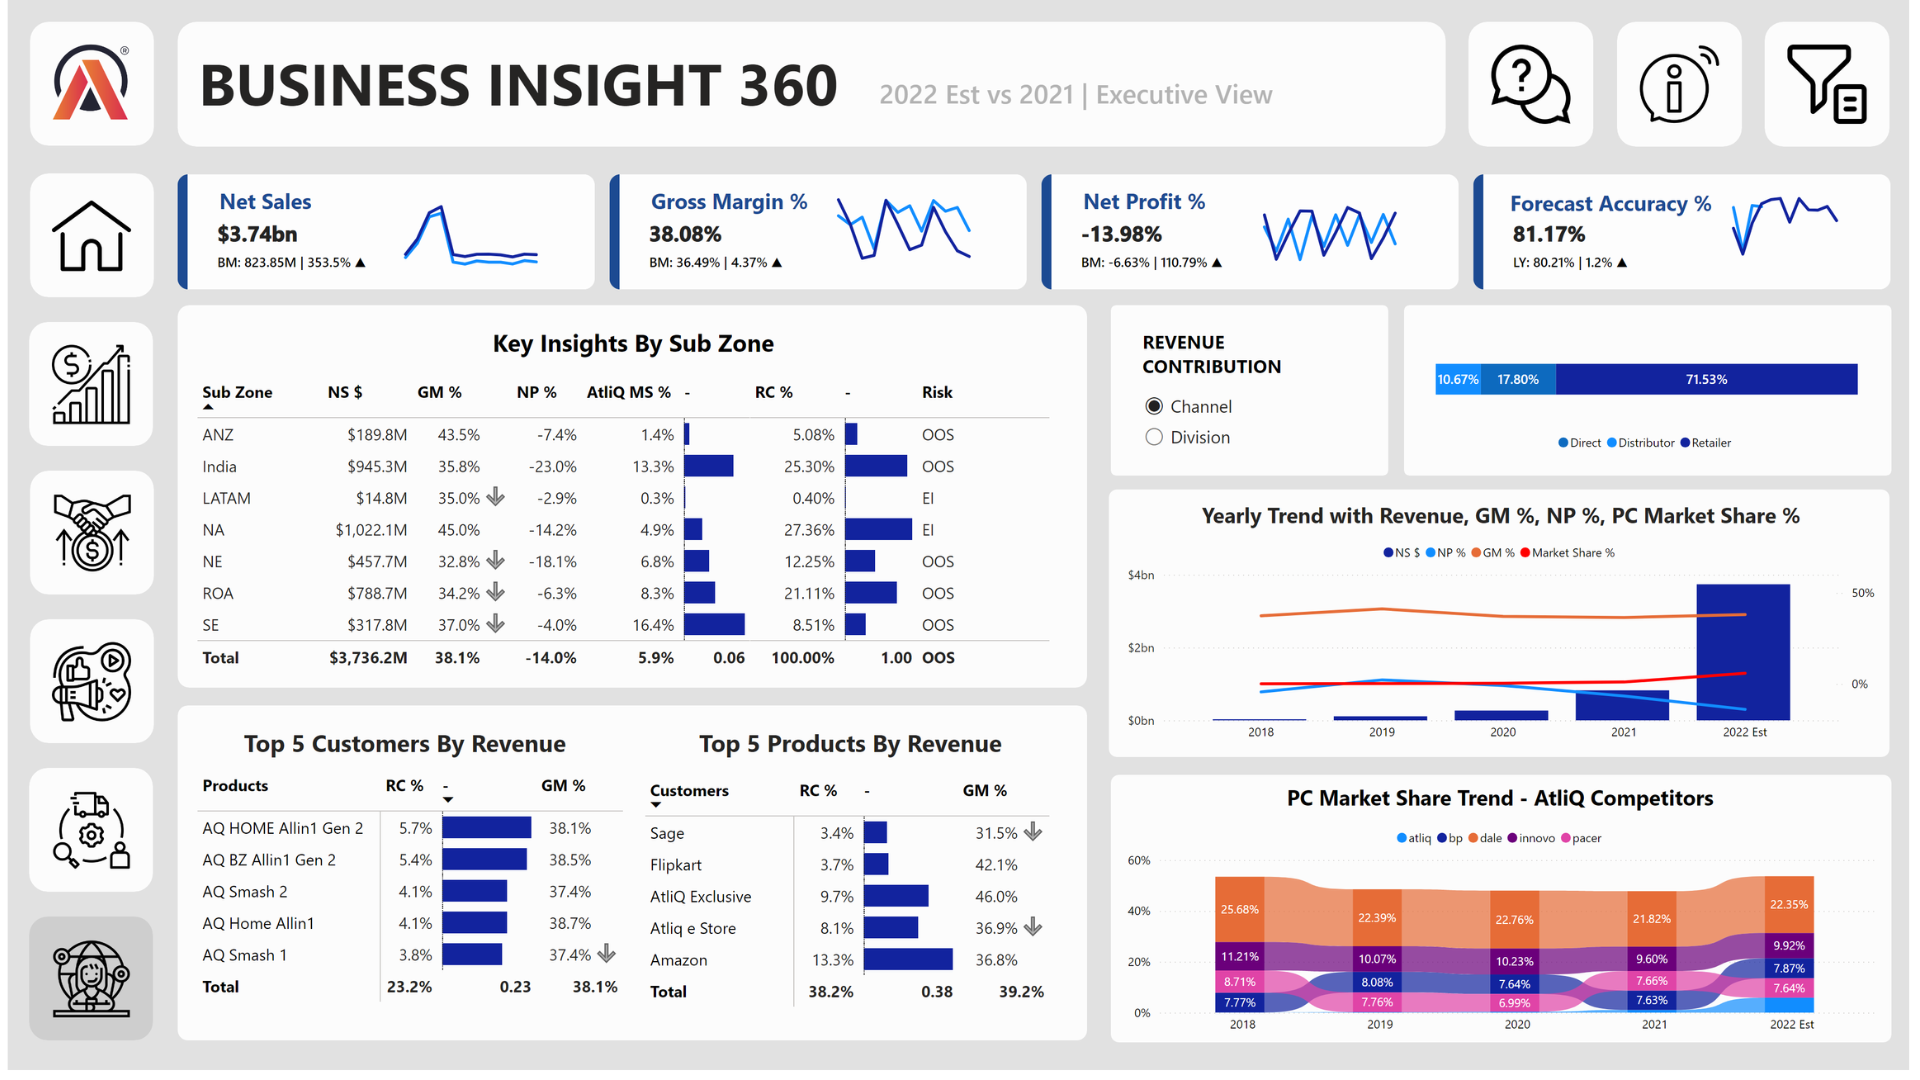 ®
BUSINESS INSIGHT 360
2022 Est vs 2021 | Executive View
?
i
Net Sales
$3.74bn
BM: 823.85M | 353.5% ▲
Gross Margin %
38.08%
BM: 36.49% | 4.37% ▲
Net Profit %
-13.98%
BM: -6.63% | 110.79% ▲
Forecast Accuracy %
81.17%
LY: 80.21% | 1.2% ▲
Key Insights By Sub Zone
Sub Zone NS $ GM % NP % AtliQ MS % - RC % - Risk
ANZ $189.8M 43.5% -7.4% 1.4% 5.08% OOS
India $945.3M 35.8% -23.0% 13.3% 25.30% OOS
LATAM $14.8M 35.0% -2.9% 0.3% 0.40% EI
NA $1,022.1M 45.0% -14.2% 4.9% 27.36% EI
NE $457.7M 32.8% -18.1% 6.8% 12.25% OOS
ROA $788.7M 34.2% -6.3% 8.3% 21.11% OOS
SE $317.8M 37.0% -4.0% 16.4% 8.51% OOS
Total $3,736.2M 38.1% -14.0% 5.9% 0.06 100.00% 1.00 OOS
REVENUE
CONTRIBUTION
Channel
Division
10.67% 17.80% 71.53%
Direct Distributor Retailer
Yearly Trend with Revenue, GM %, NP %, PC Market Share %
NS $ NP % GM % Market Share %
$4bn
$2bn
$0bn
50%
0%
2018 2019 2020 2021 2022 Est
Top 5 Customers By Revenue
Products RC % - GM %
AQ HOME Allin1 Gen 2 5.7% 38.1%
AQ BZ Allin1 Gen 2 5.4% 38.5%
AQ Smash 2 4.1% 37.4%
AQ Home Allin1 4.1% 38.7%
AQ Smash 1 3.8% 37.4%
Total 23.2% 0.23 38.1%
Top 5 Products By Revenue
Customers RC % - GM %
Sage 3.4% 31.5%
Flipkart 3.7% 42.1%
AtliQ Exclusive 9.7% 46.0%
Atliq e Store 8.1% 36.9%
Amazon 13.3% 36.8%
Total 38.2% 0.38 39.2%
PC Market Share Trend - AtliQ Competitors
atliq bp dale innovo pacer
60%
40%
20%
0%
25.68% 22.39% 22.76% 21.82% 22.35%
11.21% 10.07% 10.23% 9.60% 9.92%
8.71% 8.08% 7.64% 7.66% 7.87%
7.77% 7.76% 6.99% 7.63% 7.64%
2018 2019 2020 2021 2022 Est